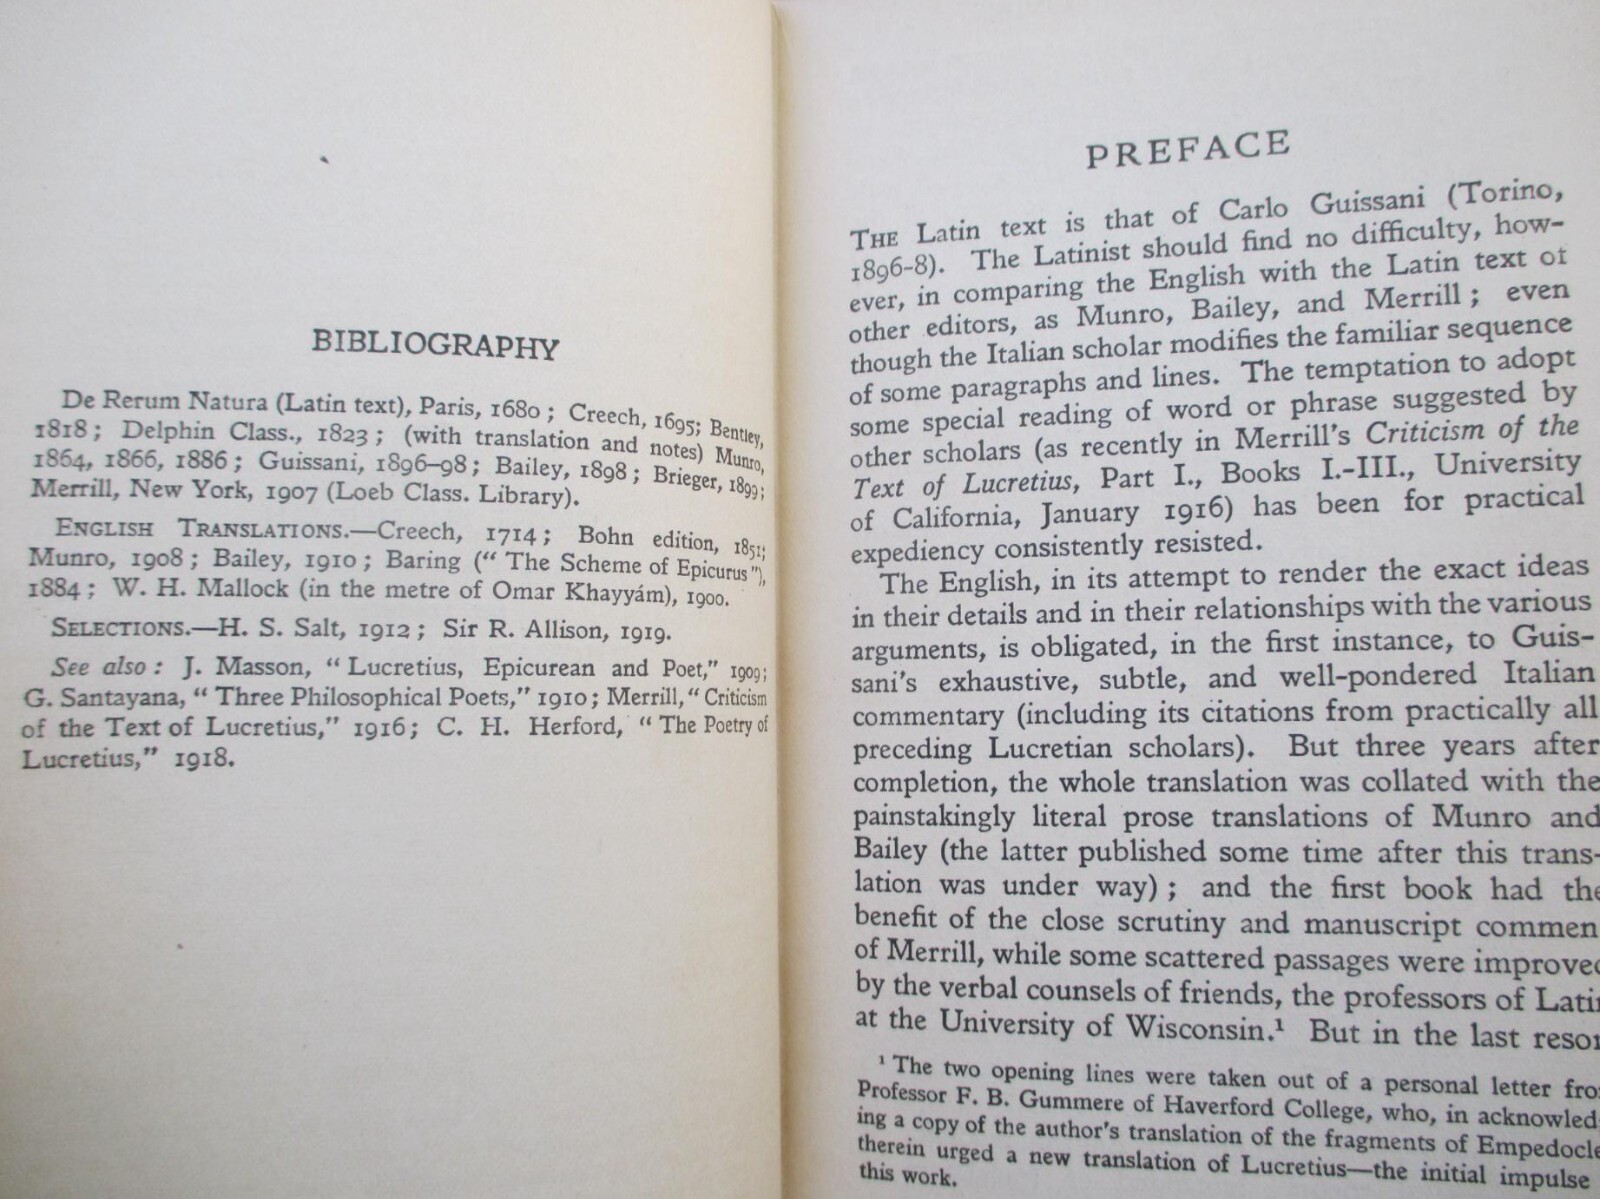 BIBLIOGRAPHY
De Rerum Natura (Latin text), Paris, 1680; Creech, 1695; Bentley,
1818; Delphin Class., 1823; (with translation and notes) Munro,
1864, 1866, 1886; Guissani, 1896–98; Bailey, 1898; Brieger, 1899;
Merrill, New York, 1907 (Loeb Class. Library).
ENGLISH TRANSLATIONS.—Creech, 1714; Bohn edition, 1851;
Munro, 1908; Bailey, 1910; Baring (“The Scheme of Epicurus”),
1884; W. H. Mallock (in the metre of Omar Khayyám), 1900.
SELECTIONS.—H. S. Salt, 1912; Sir R. Allison, 1919.
See also: J. Masson, “Lucretius, Epicurean and Poet,” 1909;
G. Santayana, “Three Philosophical Poets,” 1910; Merrill, “Criticism
of the Text of Lucretius,” 1916; C. H. Herford, “The Poetry of
Lucretius,” 1918.
PREFACE
THE Latin text is that of Carlo Guissani (Torino,
1896-8). The Latinist should find no difficulty, how-
ever, in comparing the English with the Latin text of
other editors, as Munro, Bailey, and Merrill; even
though the Italian scholar modifies the familiar sequence
of some paragraphs and lines. The temptation to adopt
some special reading of word or phrase suggested by
other scholars (as recently in Merrill's Criticism of the
Text of Lucretius, Part I., Books I.-III., University
of California, January 1916) has been for practical
expediency consistently resisted.
The English, in its attempt to render the exact ideas
in their details and in their relationships with the various
arguments, is obligated, in the first instance, to Guis-
sani's exhaustive, subtle, and well-pondered Italian
commentary (including its citations from practically all
preceding Lucretian scholars). But three years after
completion, the whole translation was collated with the
painstakingly literal prose translations of Munro and
Bailey (the latter published some time after this trans-
lation was under way); and the first book had the
benefit of the close scrutiny and manuscript commen
of Merrill, while some scattered passages were improved
by the verbal counsels of friends, the professors of Lati
at the University of Wisconsin.¹ But in the last resor
¹ The two opening lines were taken out of a personal letter fro
Professor F. B. Gummere of Haverford College, who, in acknowled-
ing a copy of the author's translation of the fragments of Empedocle
therein urged a new translation of Lucretius—the initial impulse
this work.